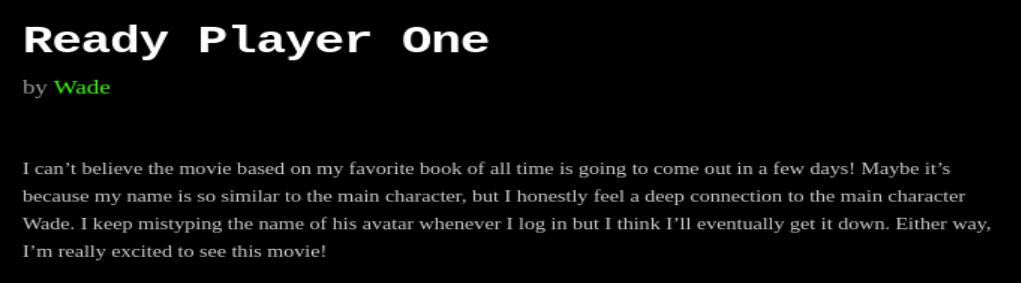 Ready Player One
by Wade
I can’t believe the movie based on my favorite book of all time is going to come out in a few days! Maybe it’s
because my name is so similar to the main character, but I honestly feel a deep connection to the main character
Wade. I keep mistyping the name of his avatar whenever I log in but I think I’ll eventually get it down. Either way,
I’m really excited to see this movie!